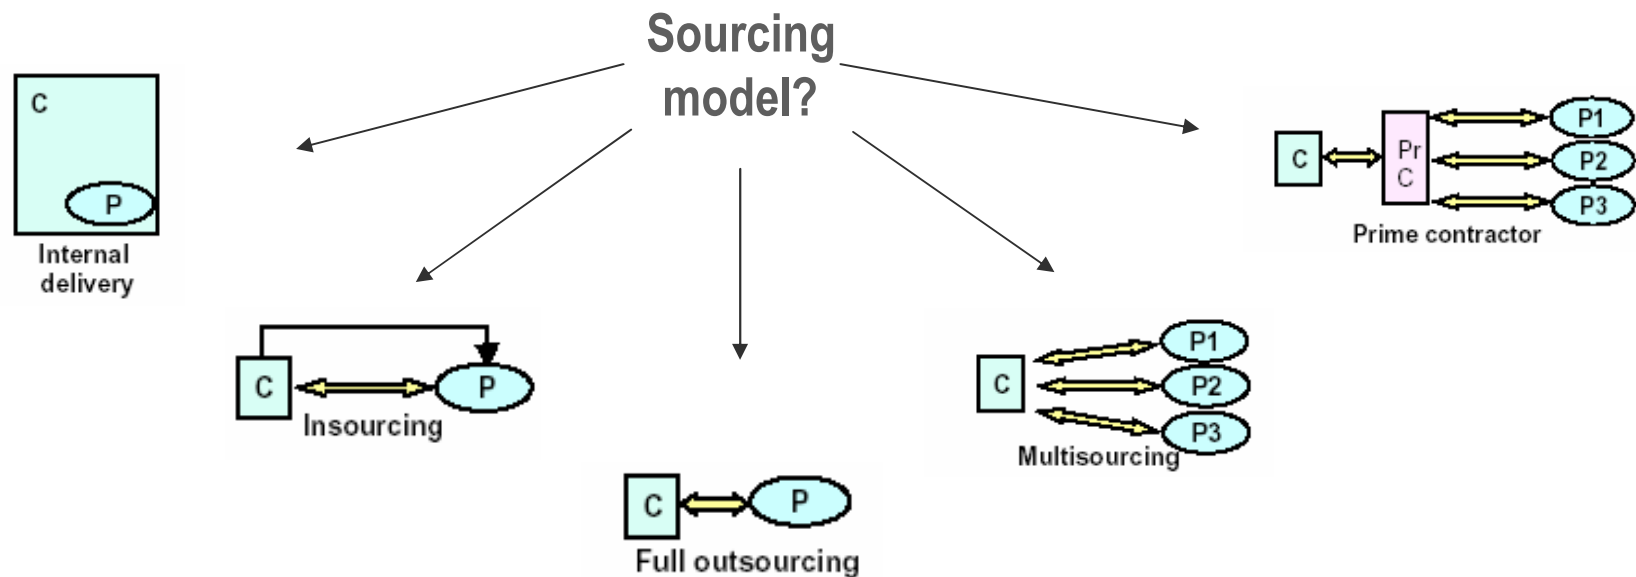 Sourcing
model?
C
P
Internal
delivery
C
P
Insourcing
C
P
Full outsourcing
C
P1
P2
P3
Multisourcing
C
Pr
C
P1
P2
P3
Prime contractor